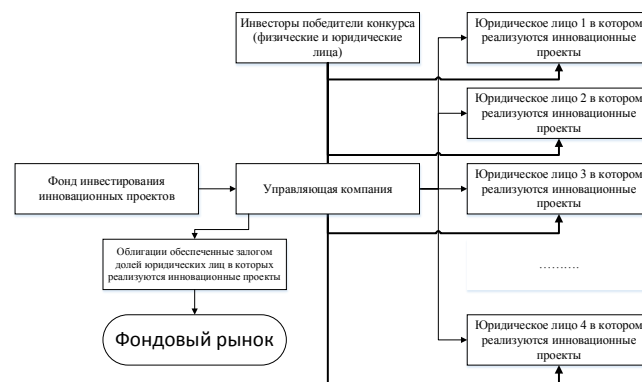 Инвесторы победители конкурса
(физические и юридические
лица)
Юридическое лицо 1 в котором
реализуются инновационные
проекты
Юридическое лицо 2 в котором
реализуются инновационные
проекты
Фонд инвестирования
инновационных проектов
Управляющая компания
Юридическое лицо 3 в котором
реализуются инновационные
проекты
Облигации обеспеченные залогом
долей юридических лиц в которых
реализуются инновационные проекты
..........
Фондовый рынок
Юридическое лицо 4 в котором
реализуются инновационные
проекты